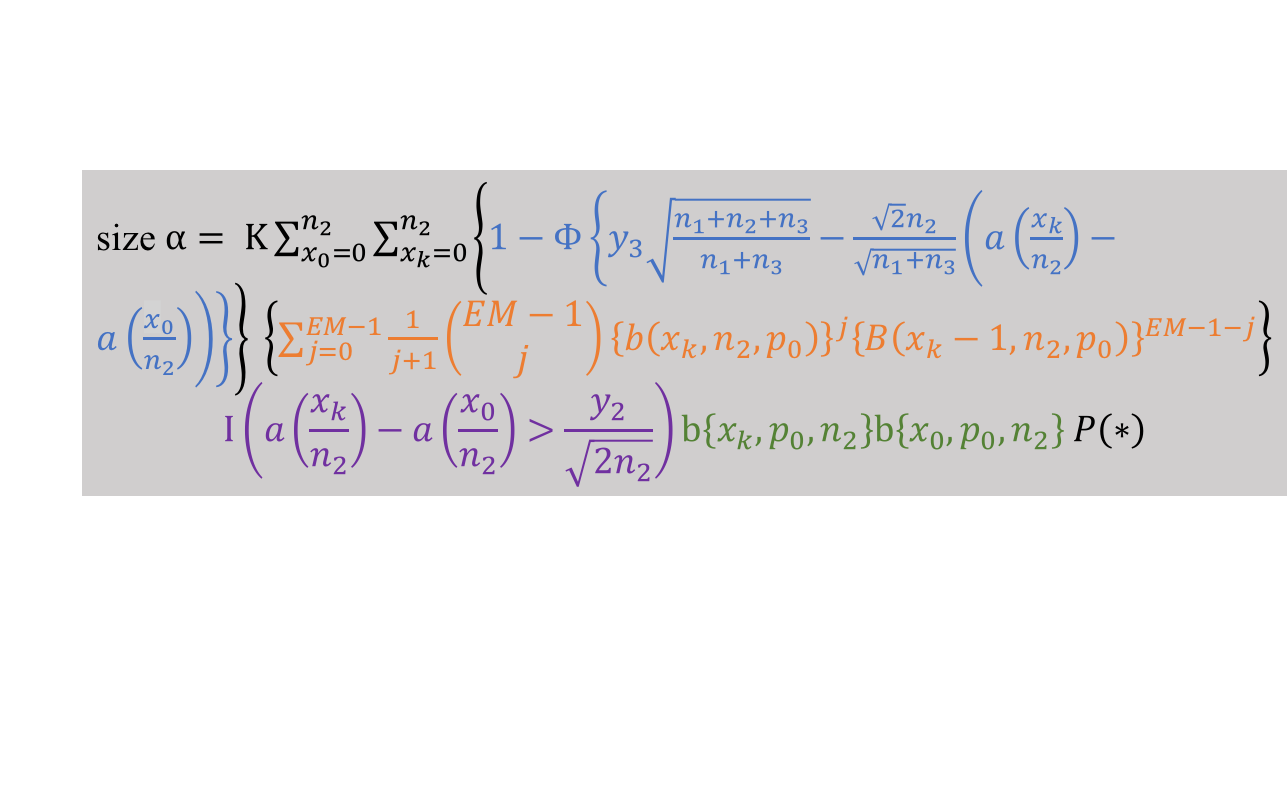 size α = K∑_{x_0=0}^{n_2} ∑_{x_k=0}^{n_2} {1 − Φ {y_3 √((n_1+n_2+n_3)/(n_1+n_3)) − (√2 n_2)/(√(n_1+n_3)) (a (x_k/n_2) −
a (x_0/n_2))}} {∑_{j=0}^{EM−1} 1/(j+1) (EM − 1 \choose j) {b(x_k, n_2, p_0)}^j {B(x_k − 1, n_2, p_0)}^{EM−1−j}}
I (a (x_k/n_2) − a (x_0/n_2) > y_2/√(2n_2)) b{x_k, p_0, n_2}b{x_0, p_0, n_2} P(∗)